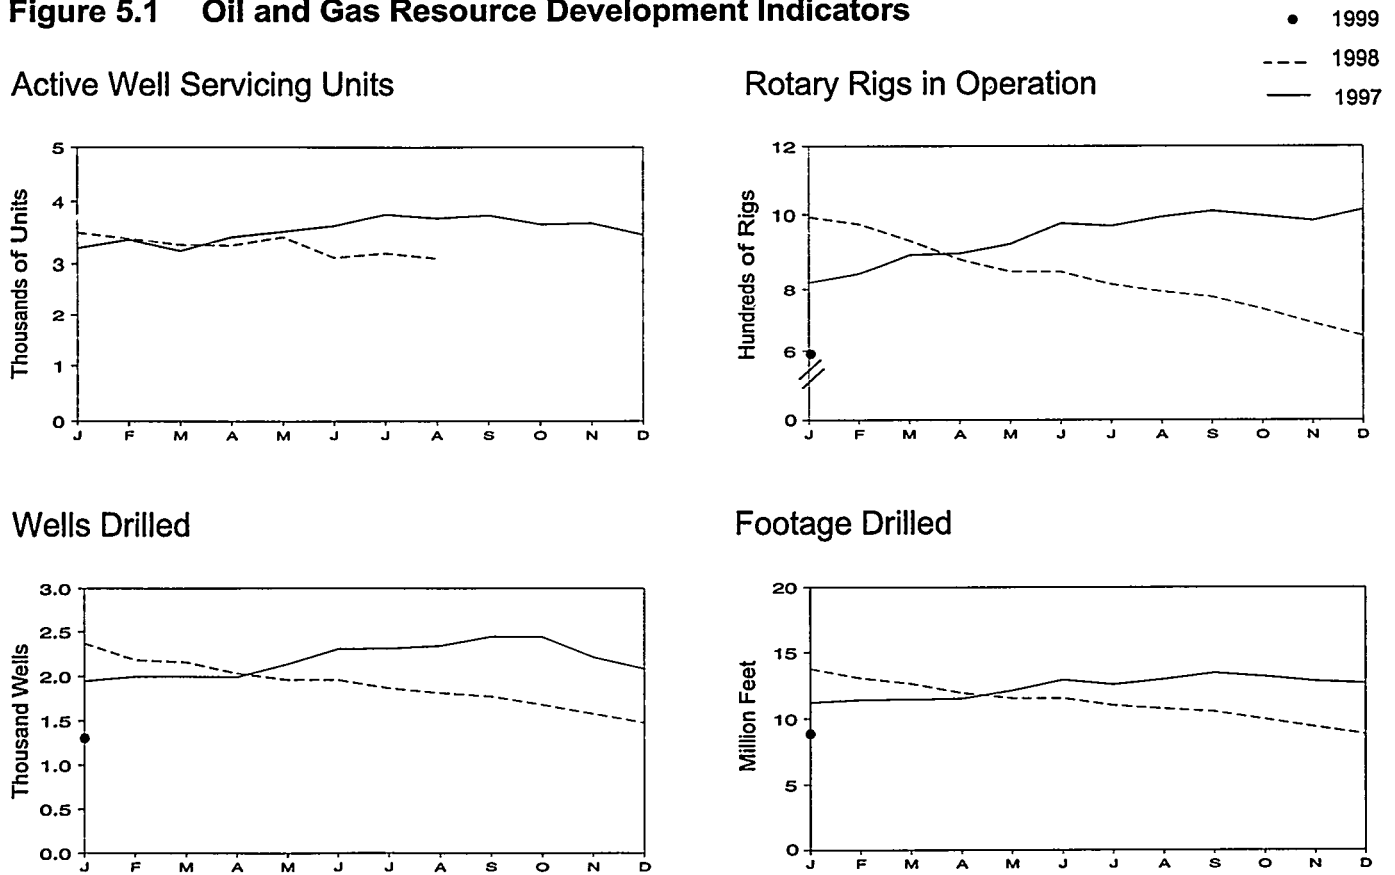 Figure 5.1 Oil and Gas Resource Development Indicators
1999
1998
1997
Active Well Servicing Units
Thousands of Units
5
4
3
2
1
0
J F M A M J J A S O N D
Rotary Rigs in Operation
Hundreds of Rigs
12
10
8
6
0
J F M A M J J A S O N D
Wells Drilled
Thousand Wells
3.0
2.5
2.0
1.5
1.0
0.5
0.0
J F M A M J J A S O N D
Footage Drilled
Million Feet
20
15
10
5
0
J F M A M J J A S O N D